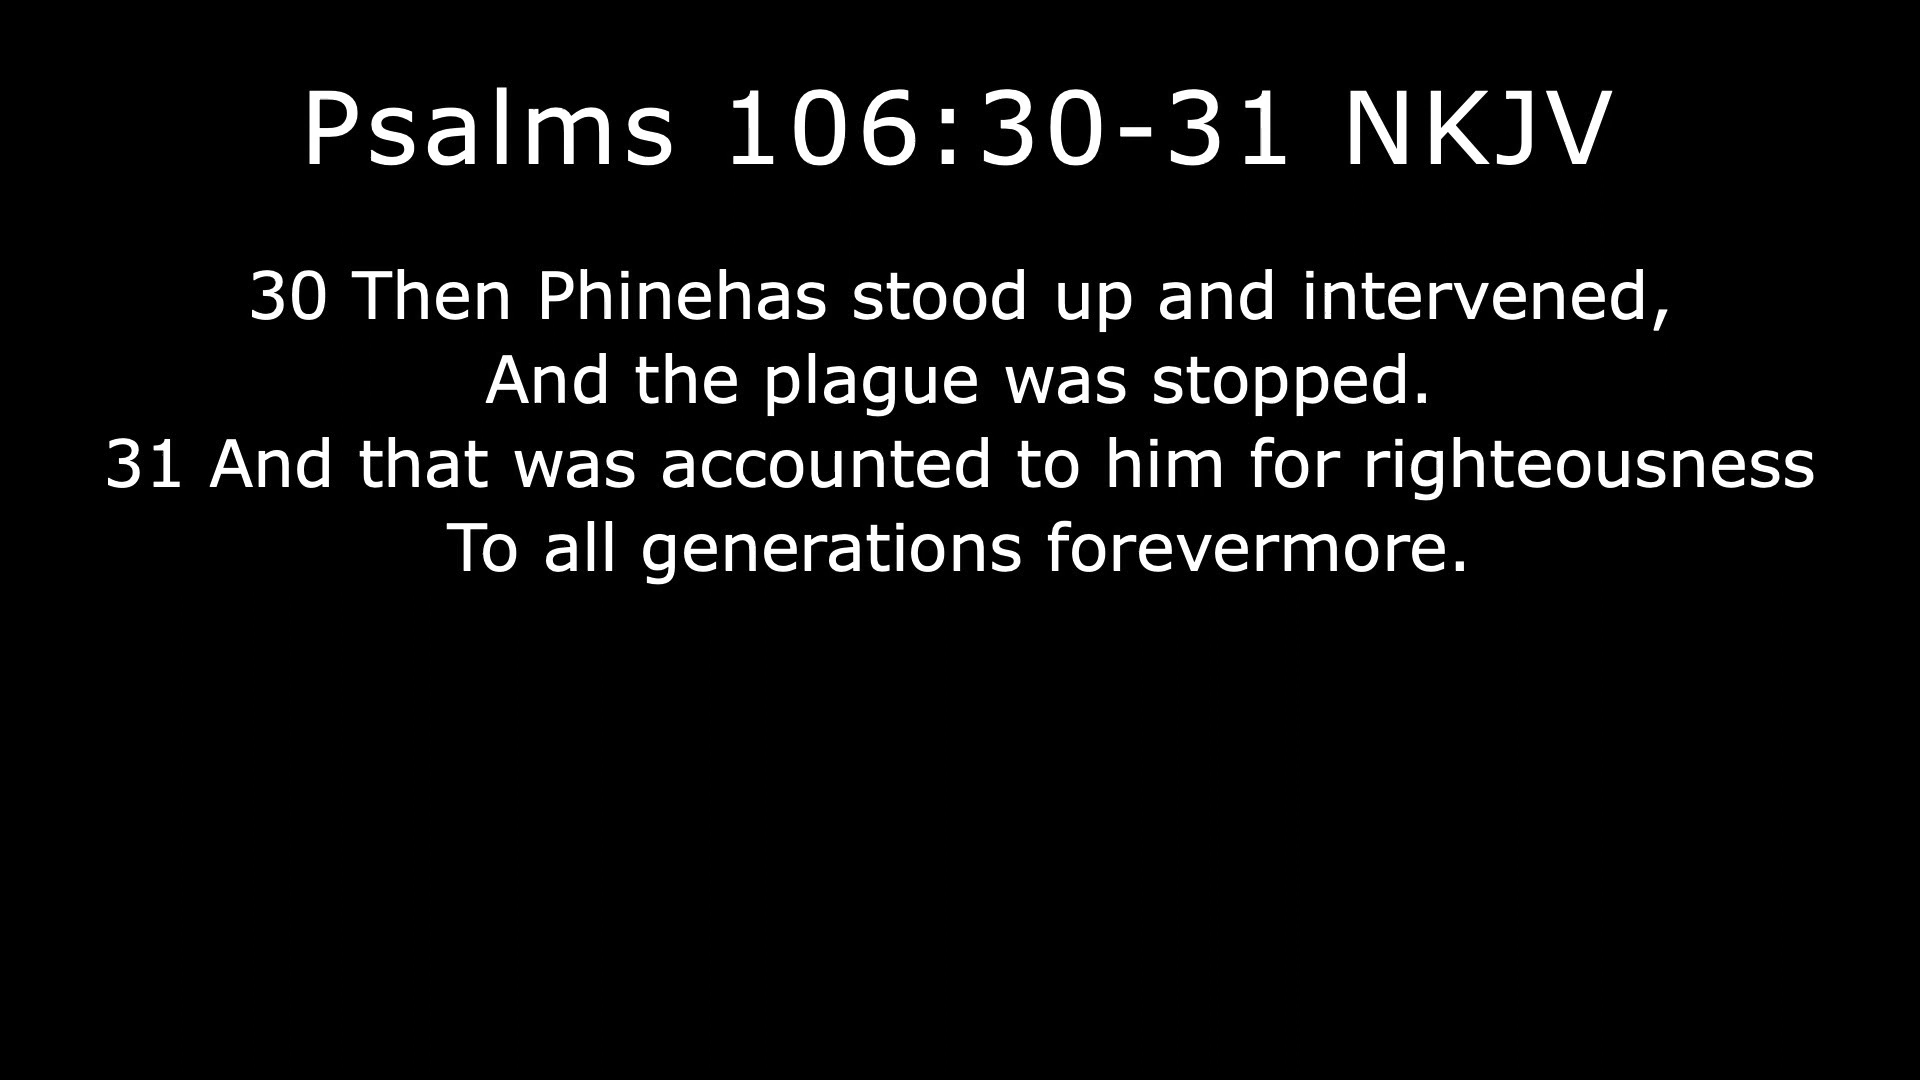 Psalms 106:30-31 NKJV
30 Then Phinehas stood up and intervened,
And the plague was stopped.
31 And that was accounted to him for righteousness
To all generations forevermore.